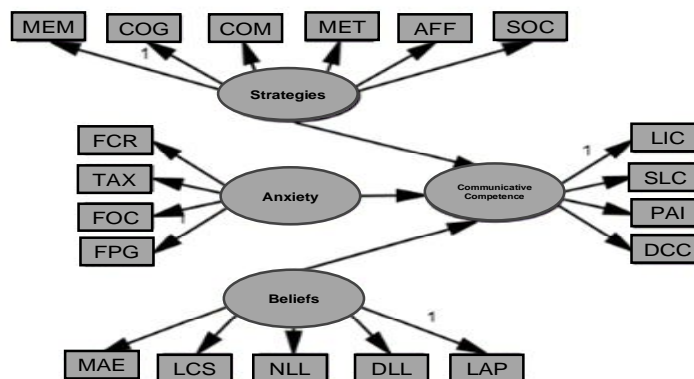 MEM COG COM MET AFF SOC
1
Strategies
FCR
TAX
FOC
1
FPG
Anxiety
Communicative
Competence
1
LIC
SLC
PAI
DCC
Beliefs
1
MAE LCS NLL DLL LAP